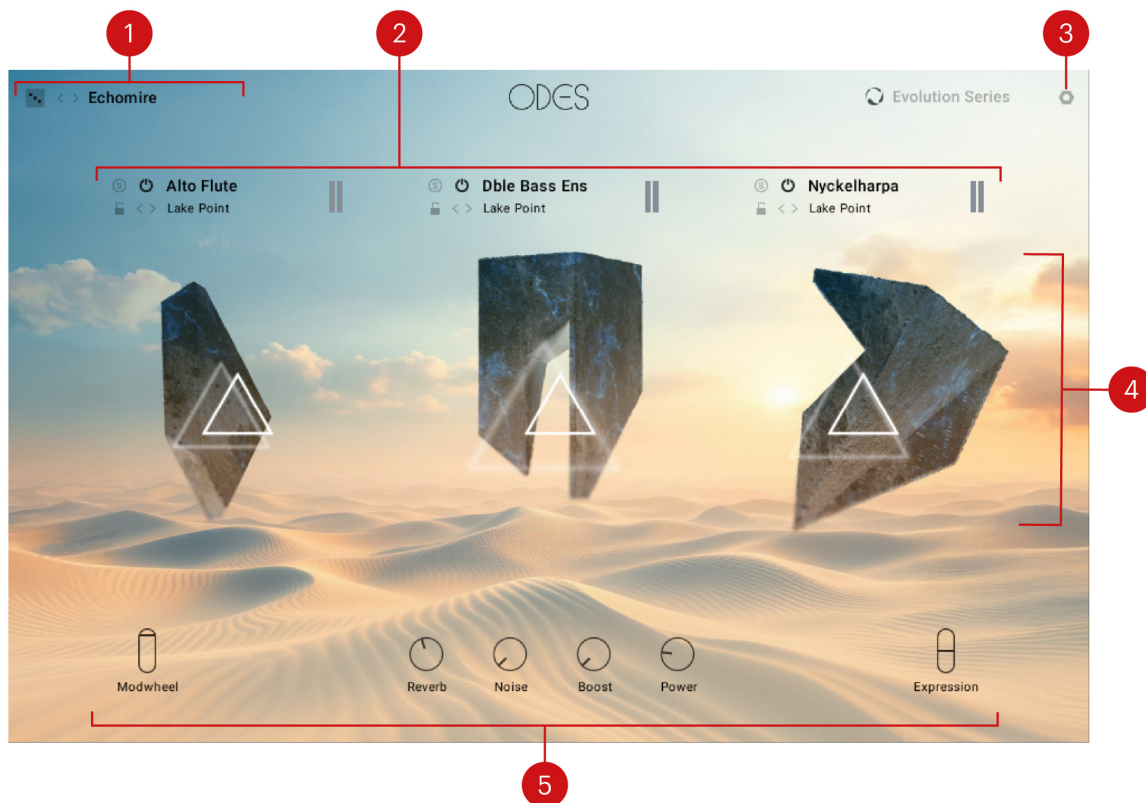 1
2
3
< > Echomire
ODES
Evolution Series
S Alto Flute
< > Lake Point
S Dble Bass Ens
< > Lake Point
S Nyckelharpa
< > Lake Point
4
Modwheel
Reverb
Noise
Boost
Power
Expression
5